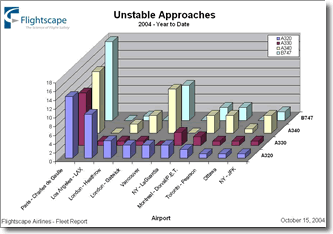 Flightscape
Unstable Approaches
2004 - Year to Date
A320
A330
A340
B747
18
16
14
12
10
8
6
4
2
0
B747
A340
A330
A320
Paris - Charles de Gaulle
Los Angeles - LAX
London - Heathrow
London - Gatwick
Vancouver
NY - LaGuardia
Montreal - Dorval/P.E.T.
Toronto - Pearson
Ottawa
NY - JFK
Airport
Flightscape Airlines - Fleet Report
October 15, 2004